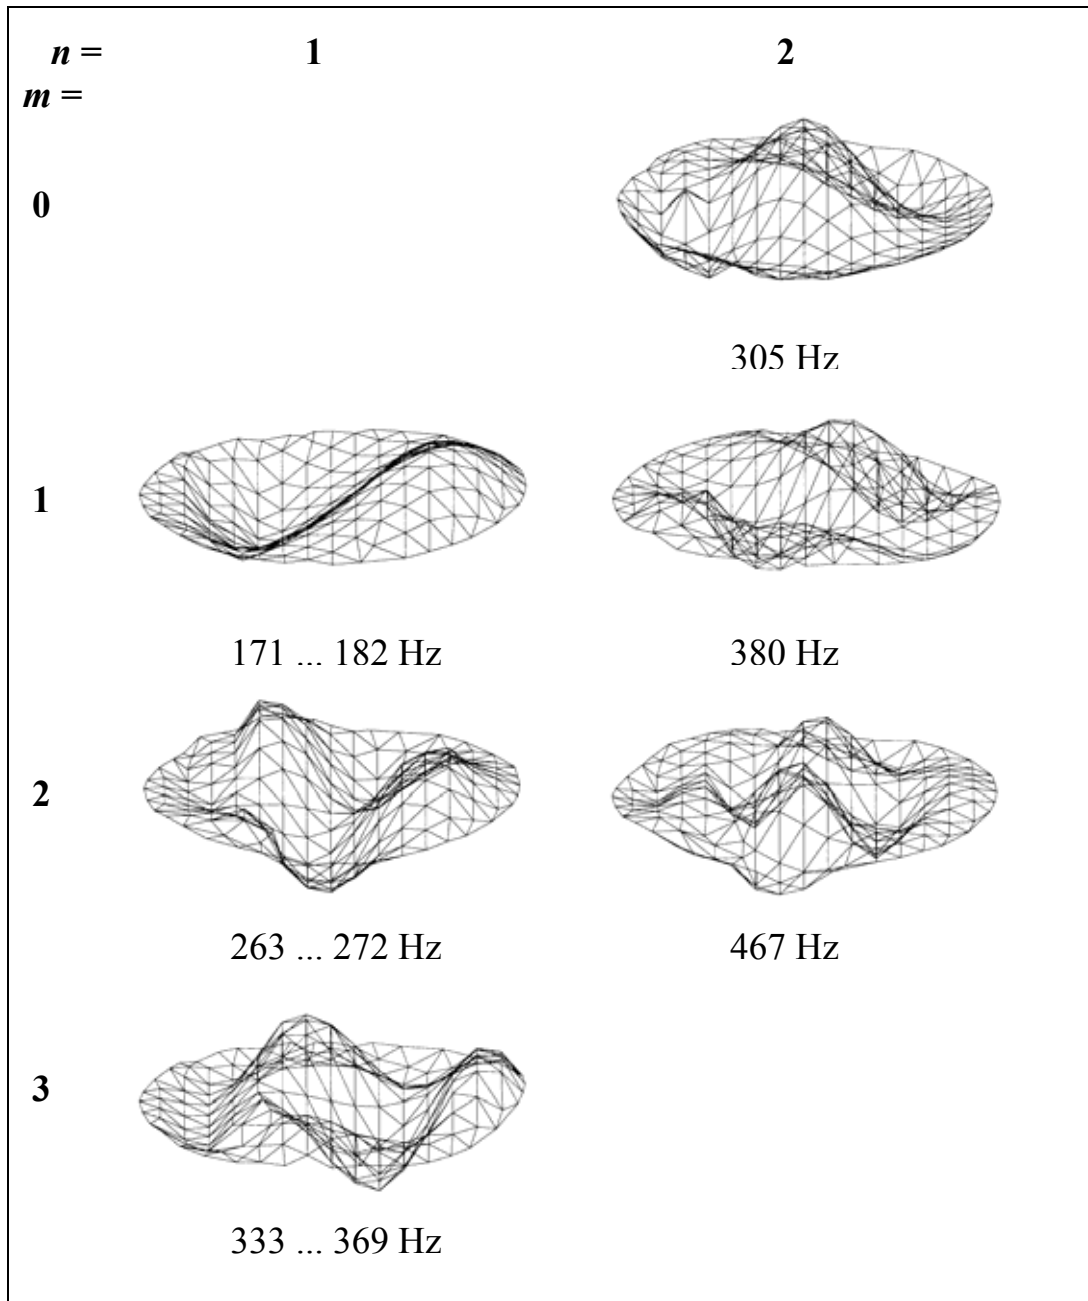 n = 1 2
m =
0
305 Hz
1
171 ... 182 Hz 380 Hz
2
263 ... 272 Hz 467 Hz
3
333 ... 369 Hz